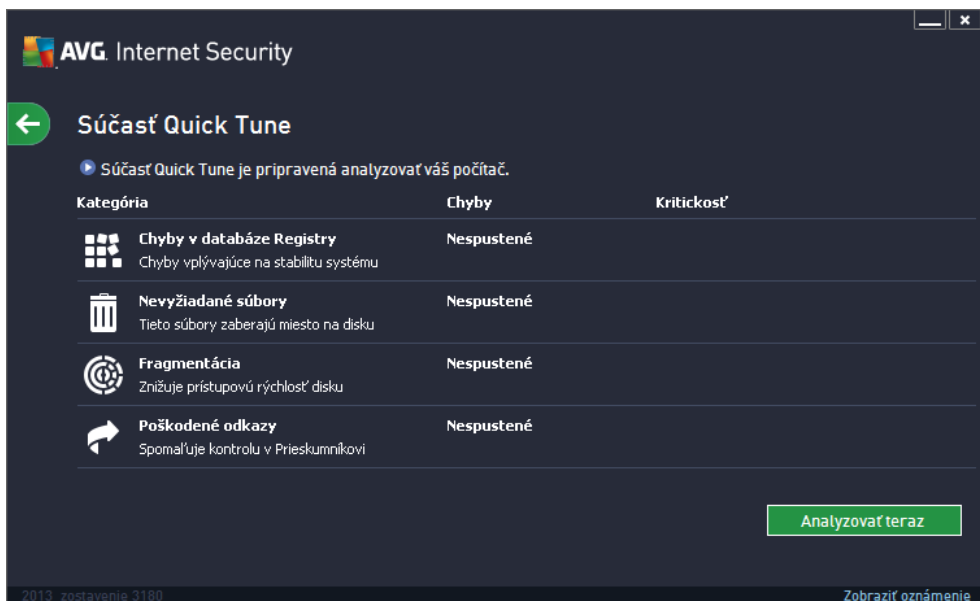 AVG. Internet Security
Súčasť Quick Tune
Súčasť Quick Tune je pripravená analyzovať váš počítač.
Kategória Chyby Kritickosť
Chyby v databáze Registry Nespustené
Chyby vplývajúce na stabilitu systému
Nevyžiadané súbory Nespustené
Tieto súbory zaberajú miesto na disku
Fragmentácia Nespustené
Znižuje prístupovú rýchlosť disku
Poškodené odkazy Nespustené
Spomaľuje kontrolu v Prieskumníkovi
Analyzovať teraz
2013 zostavenie 3180 Zobraziť oznámenie